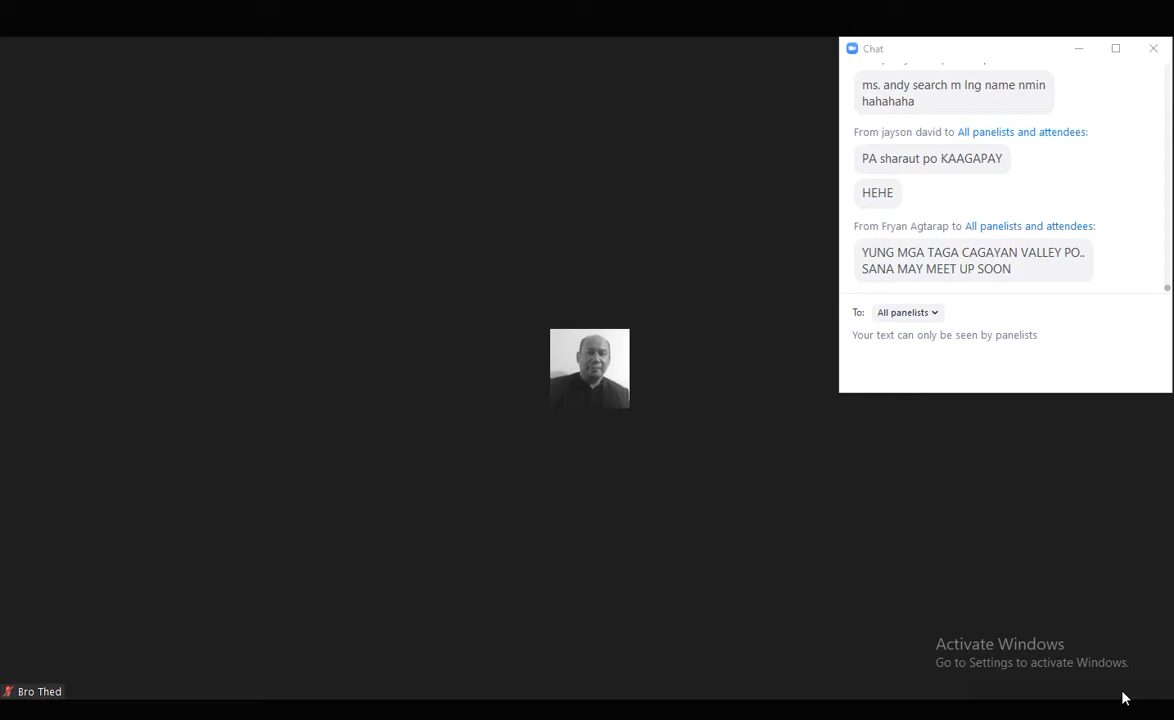 Chat
ms. andy search m lng name nmin
hahahaha
From jayson david to All panelists and attendees:
PA sharaut po KAAGAPAY
HEHE
From Fryan Agtarap to All panelists and attendees:
YUNG MGA TAGA CAGAYAN VALLEY PO..
SANA MAY MEET UP SOON
To: All panelists
Your text can only be seen by panelists
Activate Windows
Go to Settings to activate Windows.
Bro Thed